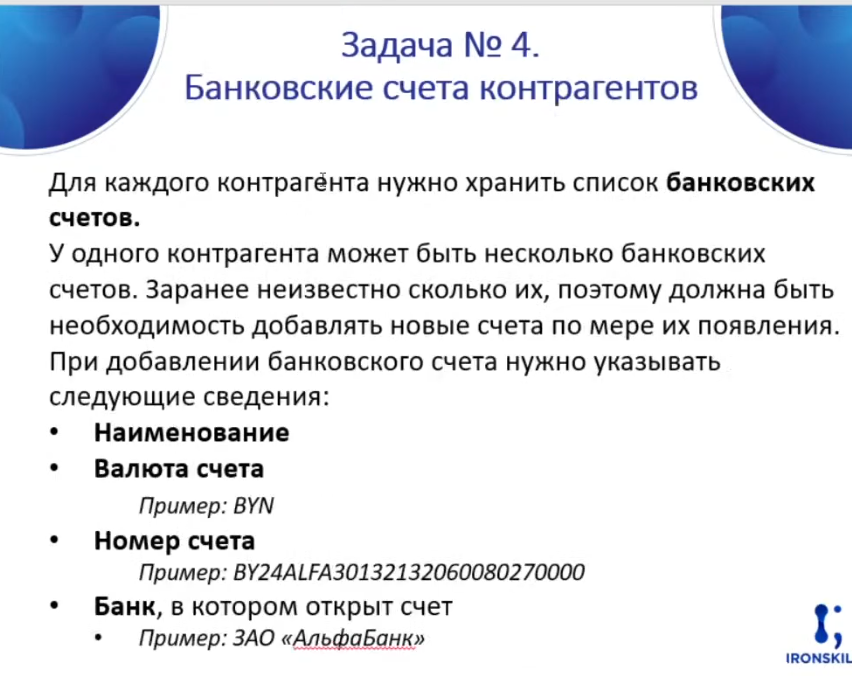 Задача № 4.
Банковские счета контрагентов
Для каждого контрагента нужно хранить список банковских
счетов.
У одного контрагента может быть несколько банковских
счетов. Заранее неизвестно сколько их, поэтому должна быть
необходимость добавлять новые счета по мере их появления.
При добавлении банковского счета нужно указывать
следующие сведения:
• Наименование
• Валюта счета
Пример: BYN
• Номер счета
Пример: BY24ALFA30132132060080270000
• Банк, в котором открыт счет
• Пример: ЗАО «АльфаБанк»
IRONSKIL